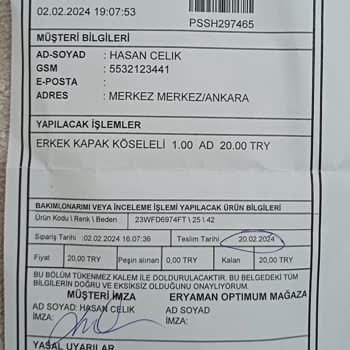 02.02.2024 19:07:53
PSSH297465
MÜŞTERİ BİLGİLERİ
AD-SOYAD : HASAN CELIK
GSM : 5532123441
E-POSTA :
ADRES : MERKEZ MERKEZ/ANKARA
YAPILACAK İŞLEMLER
ERKEK KAPAK KÖSELELİ 1.00 AD 20.00 TRY
BAKIMI,ONARIMI VEYA İNCELEME İŞLEMİ YAPILACAK ÜRÜN BİLGİLERİ
Ürün Kodu \ Renk \ Beden 23WFD6974FT \ 25 \ 42
Sipariş Tarihi :02.02.2024 16:07:36 Teslim Tarihi 20.02.2024
Fiyat 20,00 TRY Peşin alınan 0,00 TRY Kalan 20,00 TRY
BU BÖLÜM TÜKENMEZ KALEM İLE DOLDURULACAKTIR. BU BELGEDEKİ TÜM
BİLGİLERİN DOĞRU VE EKSİKSİZ OLDUĞUNU ONAYLIYORUM.
MÜŞTERİ İMZA ERYAMAN OPTIMUM MAĞAZA
AD SOYAD: HASAN CELIK AD SOYAD
İMZA: İMZA:
YASAL UYARILAR